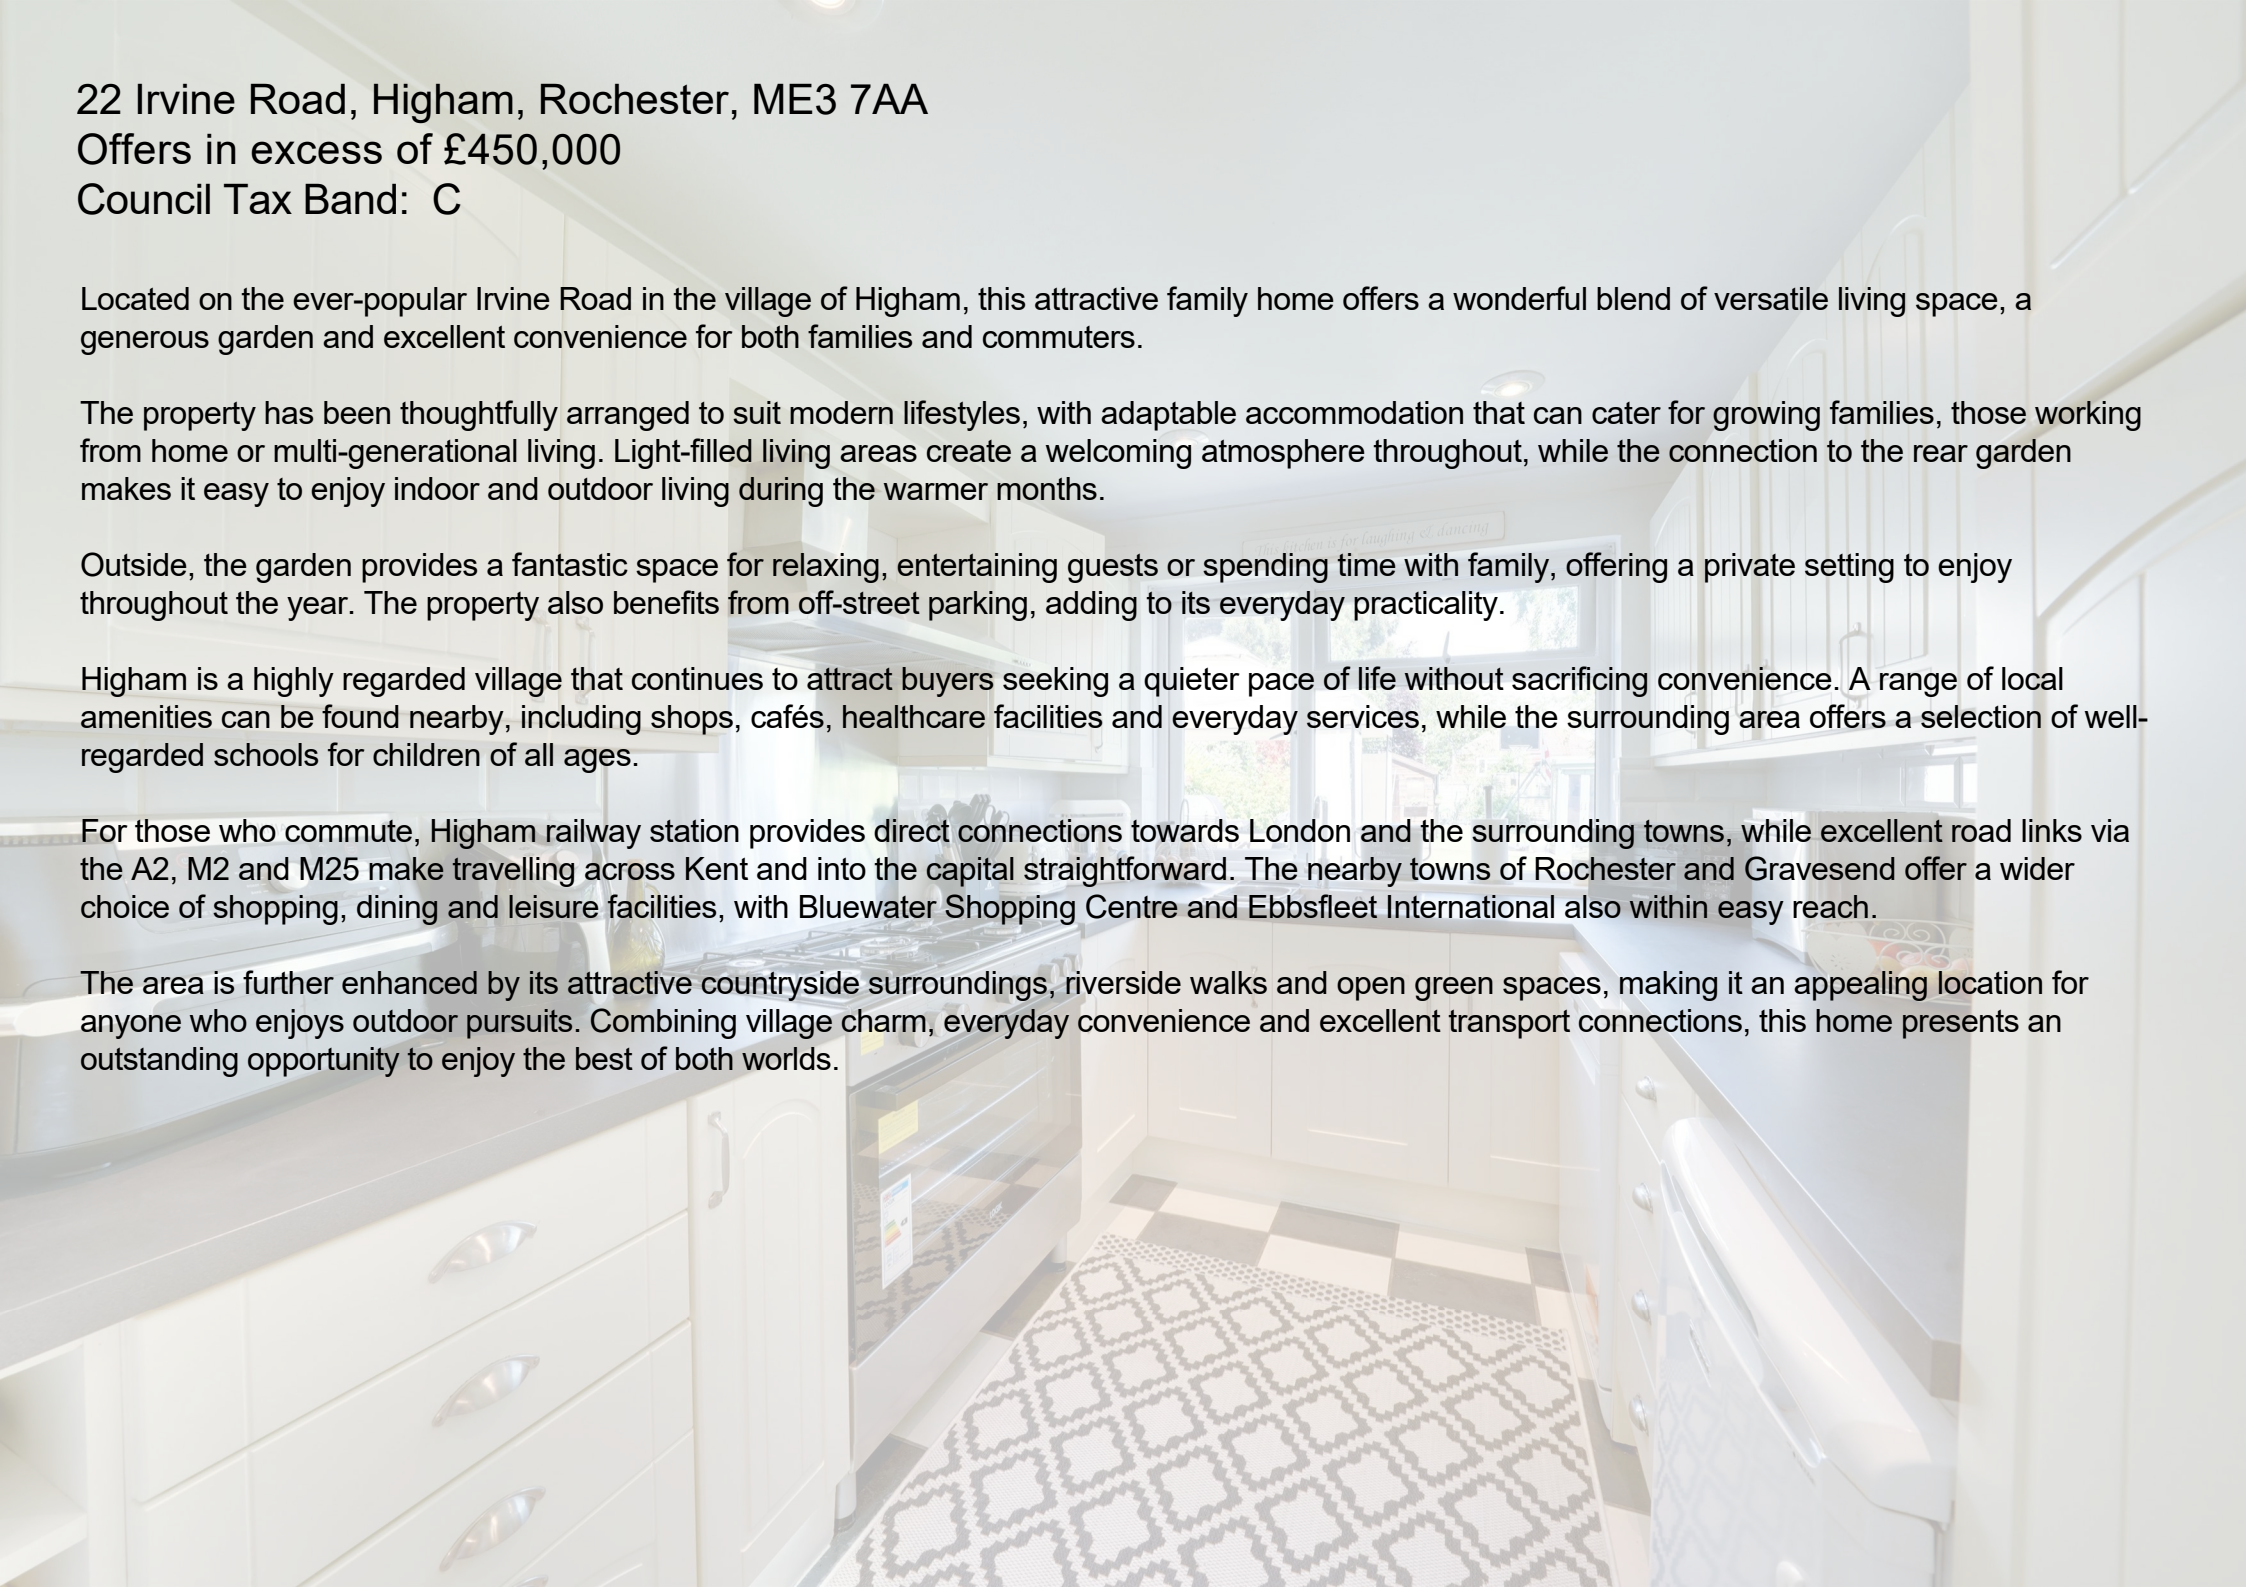 22 Irvine Road, Higham, Rochester, ME3 7AA
Offers in excess of £450,000
Council Tax Band:  C
Located on the ever-popular Irvine Road in the village of Higham, this attractive family home offers a wonderful blend of versatile living space, a
generous garden and excellent convenience for both families and commuters.
The property has been thoughtfully arranged to suit modern lifestyles, with adaptable accommodation that can cater for growing families, those working
from home or multi-generational living. Light-filled living areas create a welcoming atmosphere throughout, while the connection to the rear garden
makes it easy to enjoy indoor and outdoor living during the warmer months.
This kitchen is for laughing & dancing
Outside, the garden provides a fantastic space for relaxing, entertaining guests or spending time with family, offering a private setting to enjoy
throughout the year. The property also benefits from off-street parking, adding to its everyday practicality.
Higham is a highly regarded village that continues to attract buyers seeking a quieter pace of life without sacrificing convenience. A range of local
amenities can be found nearby, including shops, cafés, healthcare facilities and everyday services, while the surrounding area offers a selection of well-
regarded schools for children of all ages.
For those who commute, Higham railway station provides direct connections towards London and the surrounding towns, while excellent road links via
the A2, M2 and M25 make travelling across Kent and into the capital straightforward. The nearby towns of Rochester and Gravesend offer a wider
choice of shopping, dining and leisure facilities, with Bluewater Shopping Centre and Ebbsfleet International also within easy reach.
The area is further enhanced by its attractive countryside surroundings, riverside walks and open green spaces, making it an appealing location for
anyone who enjoys outdoor pursuits. Combining village charm, everyday convenience and excellent transport connections, this home presents an
outstanding opportunity to enjoy the best of both worlds.